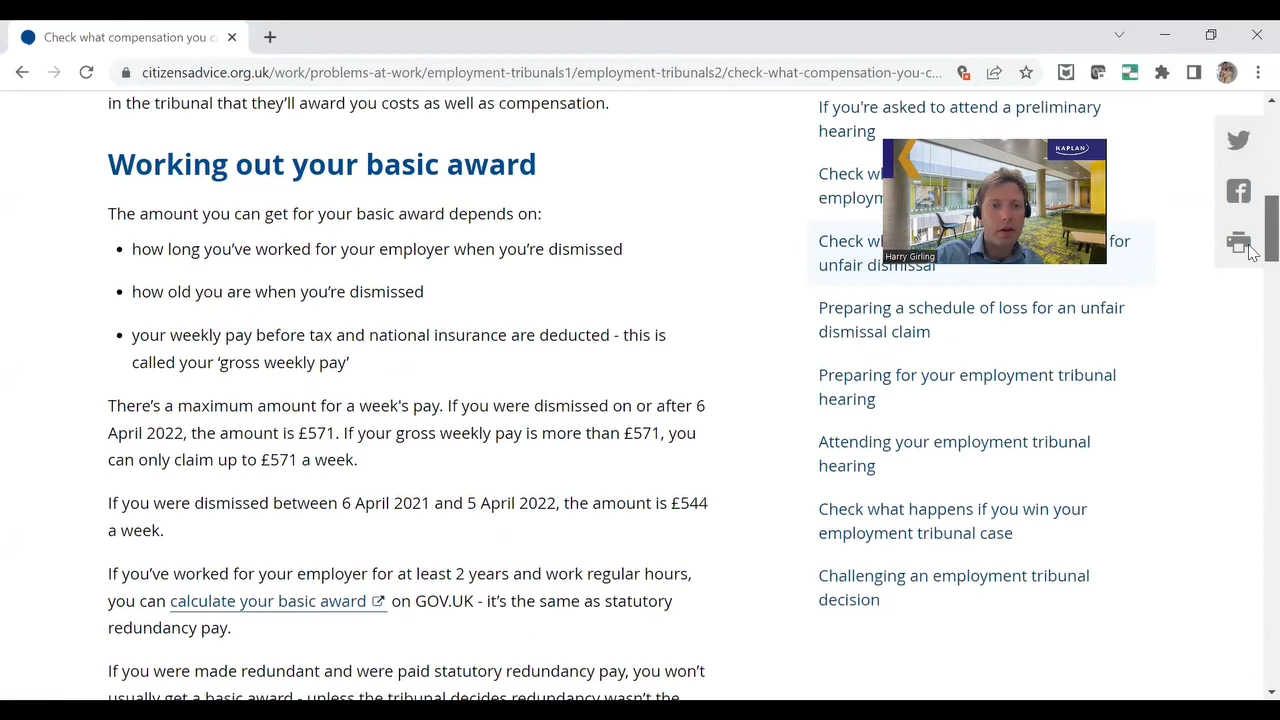 Check what compensation you c
citizensadvice.org.uk/work/problems-at-work/employment-tribunals1/employment-tribunals2/check-what-compensation-you-c...
in the tribunal that they'll award you costs as well as compensation.
Working out your basic award
The amount you can get for your basic award depends on:
• how long you've worked for your employer when you're dismissed
• how old you are when you're dismissed
• your weekly pay before tax and national insurance are deducted - this is
called your 'gross weekly pay'
There's a maximum amount for a week's pay. If you were dismissed on or after 6
April 2022, the amount is £571. If your gross weekly pay is more than £571, you
can only claim up to £571 a week.
If you were dismissed between 6 April 2021 and 5 April 2022, the amount is £544
a week.
If you've worked for your employer for at least 2 years and work regular hours,
you can calculate your basic award on GOV.UK - it's the same as statutory
redundancy pay.
If you were made redundant and were paid statutory redundancy pay, you won't
usually get a basic award - unless the tribunal decides redundancy wasn't the
If you're asked to attend a preliminary
hearing
Check w
employm
Check w
for
unfair dismissal
Preparing a schedule of loss for an unfair
dismissal claim
Preparing for your employment tribunal
hearing
Attending your employment tribunal
hearing
Check what happens if you win your
employment tribunal case
Challenging an employment tribunal
decision
KAPLAN
Harry Girling